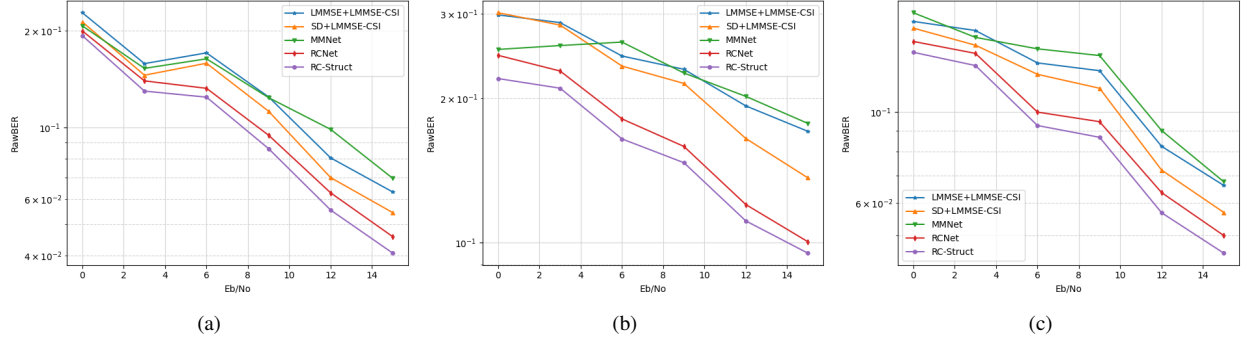 2 × 10⁻¹
10⁻¹
6 × 10⁻²
4 × 10⁻²
RawBER
0 2 4 6 8 10 12 14
Eb/No
LMMSE+LMMSE-CSI
SD+LMMSE-CSI
MMNet
RCNet
RC-Struct
(a)
3 × 10⁻¹
2 × 10⁻¹
10⁻¹
RawBER
0 2 4 6 8 10 12 14
Eb/No
LMMSE+LMMSE-CSI
SD+LMMSE-CSI
MMNet
RCNet
RC-Struct
(b)
10⁻¹
6 × 10⁻²
RawBER
0 2 4 6 8 10 12 14
Eb/No
LMMSE+LMMSE-CSI
SD+LMMSE-CSI
MMNet
RCNet
RC-Struct
(c)